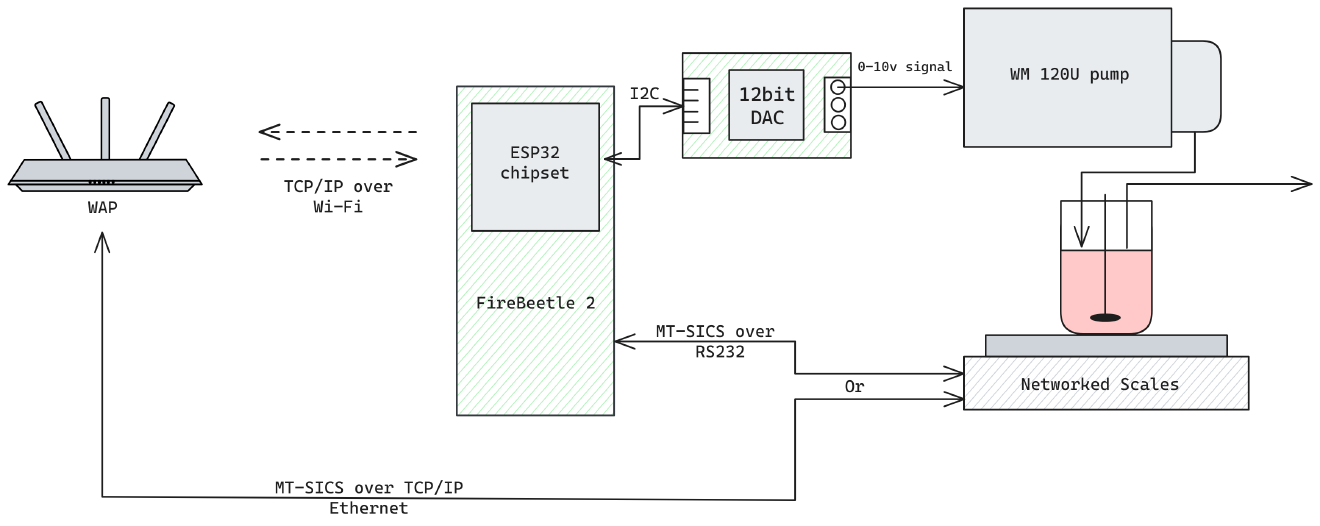 0-10v signal
WM 120U pump
I2C
12bit
DAC
ESP32
chipset
TCP/IP over
Wi-Fi
WAP
FireBeetle 2
MT-SICS over
RS232
Or
Networked Scales
MT-SICS over TCP/IP
Ethernet